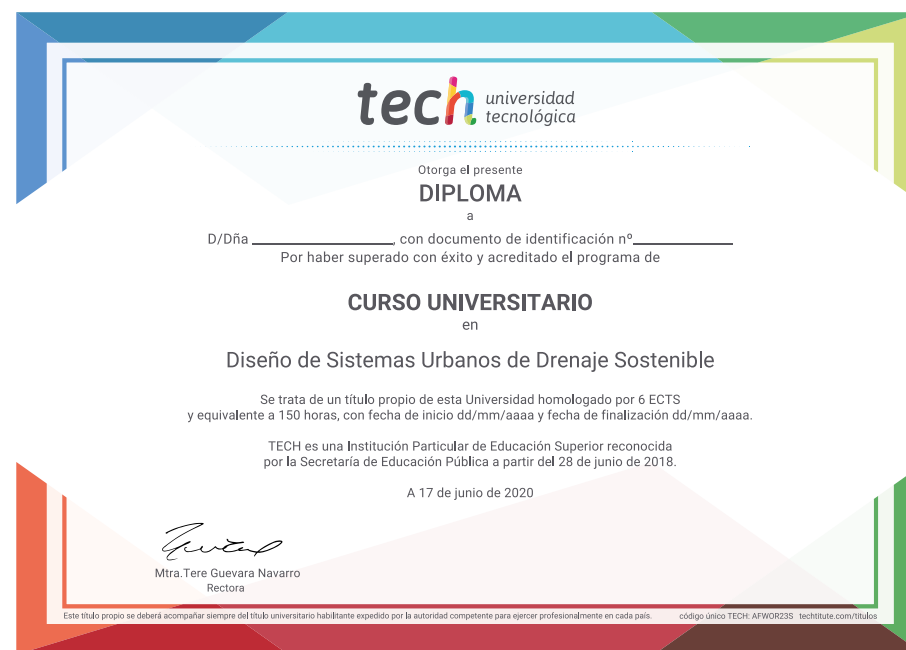 tech universidad
tecnológica
Otorga el presente
DIPLOMA
a
D/Dña ____________________, con documento de identificación nº______________
Por haber superado con éxito y acreditado el programa de
CURSO UNIVERSITARIO
en
Diseño de Sistemas Urbanos de Drenaje Sostenible
Se trata de un título propio de esta Universidad homologado por 6 ECTS
y equivalente a 150 horas, con fecha de inicio dd/mm/aaaa y fecha de finalización dd/mm/aaaa.
TECH es una Institución Particular de Educación Superior reconocida
por la Secretaría de Educación Pública a partir del 28 de junio de 2018.
A 17 de junio de 2020
Mtra.Tere Guevara Navarro
Rectora
Este título propio se deberá acompañar siempre del título universitario habilitante expedido por la autoridad competente para ejercer profesionalmente en cada país. código único TECH: AFWOR23S techtitute.com/titulos